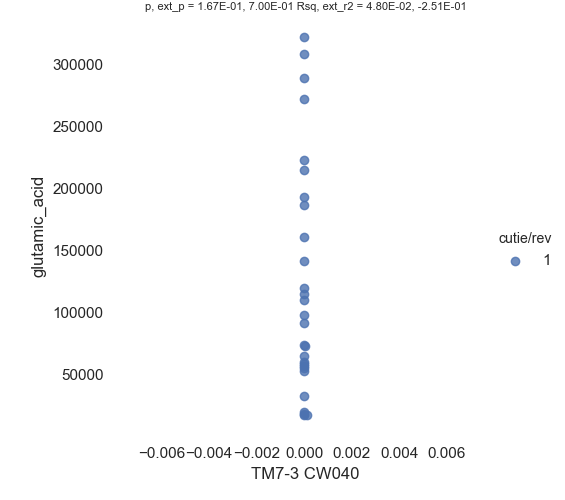 p, ext_p = 1.67E-01, 7.00E-01 Rsq, ext_r2 = 4.80E-02, -2.51E-01
300000
250000
200000
150000
100000
50000
glutamic_acid
cutie/rev
1
−0.006 −0.004 −0.002 0.000 0.002 0.004 0.006
TM7-3 CW040